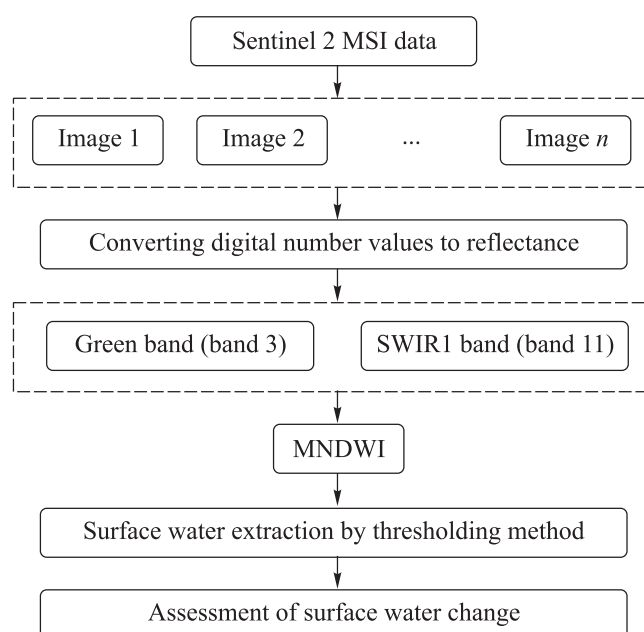 Sentinel 2 MSI data
Image 1
Image 2
...
Image n
Converting digital number values to reflectance
Green band (band 3)
SWIR1 band (band 11)
MNDWI
Surface water extraction by thresholding method
Assessment of surface water change